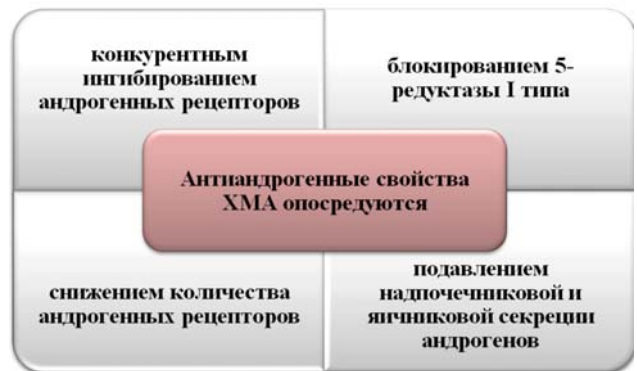 конкурентным
ингибированием
андрогенных рецепторов
блокированием 5-
редуктазы I типа
Антиандрогенные свойства
ХМА опосредуются
снижением количества
андрогенных рецепторов
подавлением
надпочечниковой и
яичниковой секреции
андрогенов